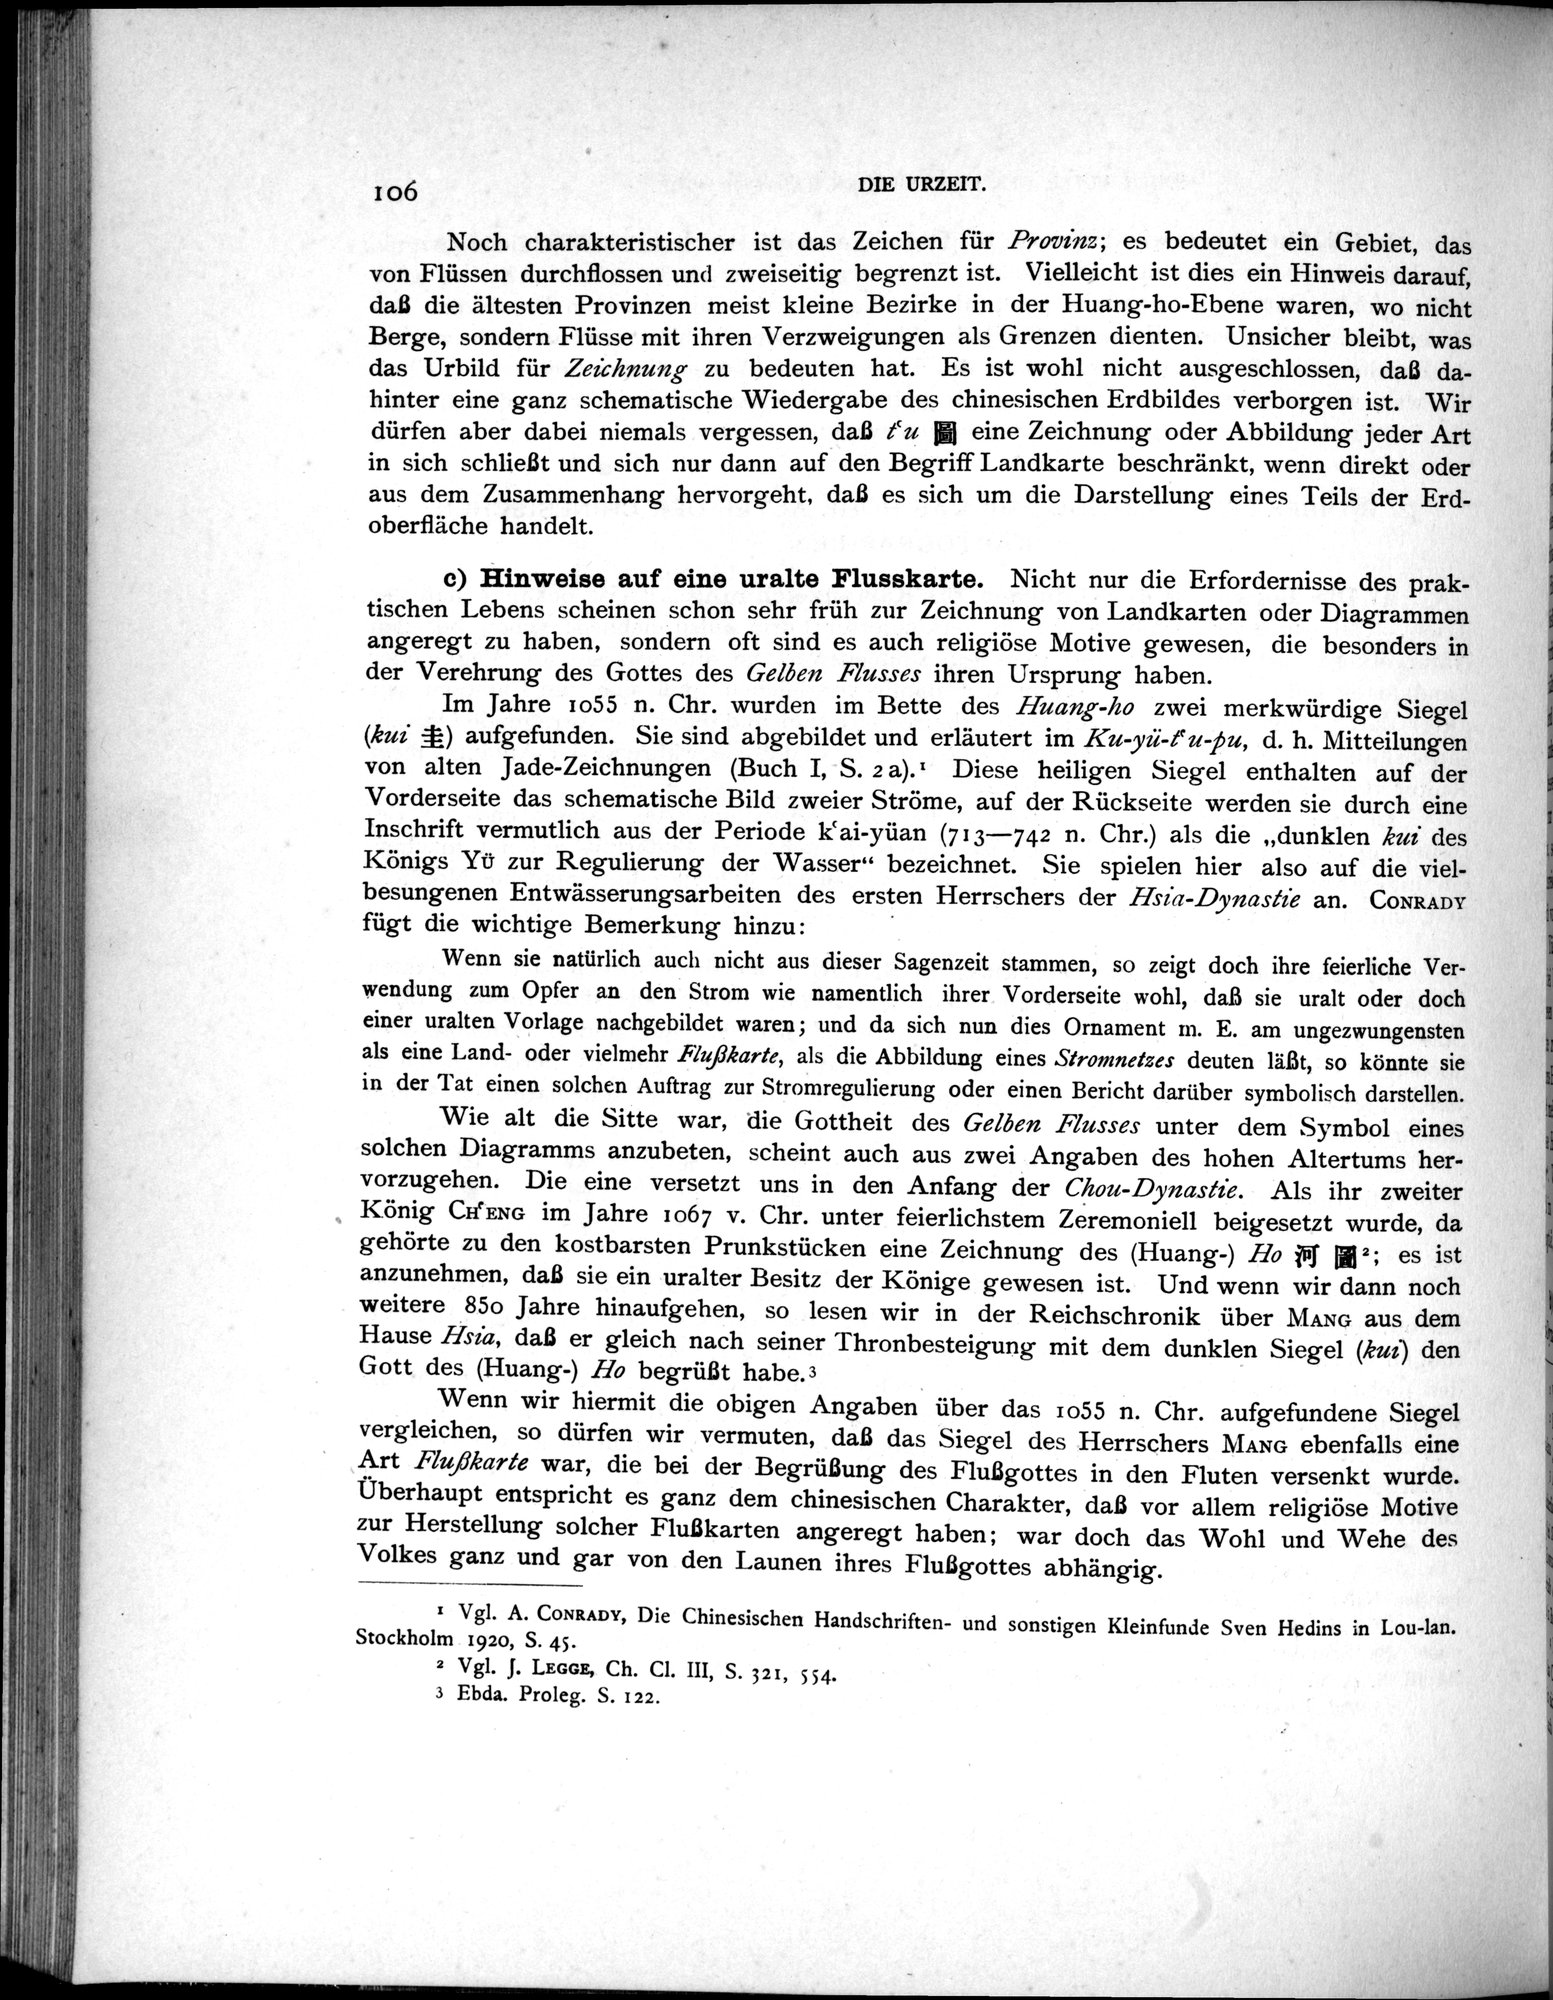 106
DIE URZEIT.
Noch charakteristischer ist das Zeichen für Provinz; es bedeutet ein Gebiet, das
von Flüssen durchflossen und zweiseitig begrenzt ist. Vielleicht ist dies ein Hinweis darauf,
daß die ältesten Provinzen meist kleine Bezirke in der Huang-ho-Ebene waren, wo nicht
Berge, sondern Flüsse mit ihren Verzweigungen als Grenzen dienten. Unsicher bleibt, was
das Urbild für Zeichnung zu bedeuten hat. Es ist wohl nicht ausgeschlossen, daß da-
hinter eine ganz schematische Wiedergabe des chinesischen Erdbildes verborgen ist. Wir
dürfen aber dabei niemals vergessen, daß tʻu 圖 eine Zeichnung oder Abbildung jeder Art
in sich schließt und sich nur dann auf den Begriff Landkarte beschränkt, wenn direkt oder
aus dem Zusammenhang hervorgeht, daß es sich um die Darstellung eines Teils der Erd-
oberfläche handelt.
c) Hinweise auf eine uralte Flusskarte. Nicht nur die Erfordernisse des prak-
tischen Lebens scheinen schon sehr früh zur Zeichnung von Landkarten oder Diagrammen
angeregt zu haben, sondern oft sind es auch religiöse Motive gewesen, die besonders in
der Verehrung des Gottes des Gelben Flusses ihren Ursprung haben.
Im Jahre 1055 n. Chr. wurden im Bette des Huang-ho zwei merkwürdige Siegel
(kui 圭) aufgefunden. Sie sind abgebildet und erläutert im Ku-yü-tʻu-pu, d. h. Mitteilungen
von alten Jade-Zeichnungen (Buch I, S. 2a).¹ Diese heiligen Siegel enthalten auf der
Vorderseite das schematische Bild zweier Ströme, auf der Rückseite werden sie durch eine
Inschrift vermutlich aus der Periode kʻai-yüan (713—742 n. Chr.) als die „dunklen kui des
Königs YÜ zur Regulierung der Wasser“ bezeichnet. Sie spielen hier also auf die viel-
besungenen Entwässerungsarbeiten des ersten Herrschers der Hsia-Dynastie an. CONRADY
fügt die wichtige Bemerkung hinzu:
Wenn sie natürlich auch nicht aus dieser Sagenzeit stammen, so zeigt doch ihre feierliche Ver-
wendung zum Opfer an den Strom wie namentlich ihrer Vorderseite wohl, daß sie uralt oder doch
einer uralten Vorlage nachgebildet waren; und da sich nun dies Ornament m. E. am ungezwungensten
als eine Land- oder vielmehr Flußkarte, als die Abbildung eines Stromnetzes deuten läßt, so könnte sie
in der Tat einen solchen Auftrag zur Stromregulierung oder einen Bericht darüber symbolisch darstellen.
Wie alt die Sitte war, die Gottheit des Gelben Flusses unter dem Symbol eines
solchen Diagramms anzubeten, scheint auch aus zwei Angaben des hohen Altertums her-
vorzugehen. Die eine versetzt uns in den Anfang der Chou-Dynastie. Als ihr zweiter
König CHʻENG im Jahre 1067 v. Chr. unter feierlichstem Zeremoniell beigesetzt wurde, da
gehörte zu den kostbarsten Prunkstücken eine Zeichnung des (Huang-) Ho 河 圖²; es ist
anzunehmen, daß sie ein uralter Besitz der Könige gewesen ist. Und wenn wir dann noch
weitere 850 Jahre hinaufgehen, so lesen wir in der Reichschronik über MANG aus dem
Hause Hsia, daß er gleich nach seiner Thronbesteigung mit dem dunklen Siegel (kui) den
Gott des (Huang-) Ho begrüßt habe.³
Wenn wir hiermit die obigen Angaben über das 1055 n. Chr. aufgefundene Siegel
vergleichen, so dürfen wir vermuten, daß das Siegel des Herrschers MANG ebenfalls eine
Art Flußkarte war, die bei der Begrüßung des Flußgottes in den Fluten versenkt wurde.
Überhaupt entspricht es ganz dem chinesischen Charakter, daß vor allem religiöse Motive
zur Herstellung solcher Flußkarten angeregt haben; war doch das Wohl und Wehe des
Volkes ganz und gar von den Launen ihres Flußgottes abhängig.
¹ Vgl. A. CONRADY, Die Chinesischen Handschriften- und sonstigen Kleinfunde Sven Hedins in Lou-lan.
Stockholm 1920, S. 45.
² Vgl. J. LEGGE, Ch. Cl. III, S. 321, 554.
³ Ebda. Proleg. S. 122.